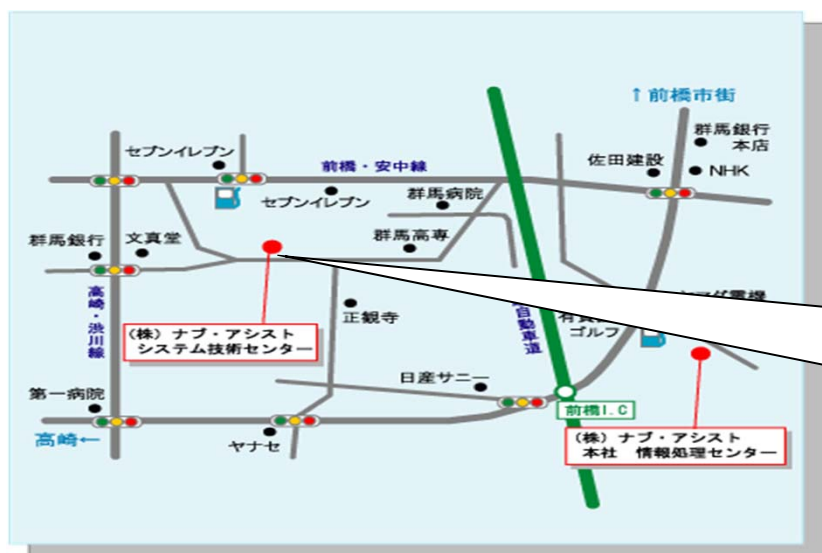 ↑前橋市街
群馬銀行
本店
佐田建設
NHK
セブンイレブン
前橋・安中線
セブンイレブン
群馬病院
群馬銀行
文真堂
群馬高専
高崎・渋川線
正観寺
自動車道
ゴルフ
(株)ナブ・アシスト
システム技術センター
日産サニー
第一病院
前橋I.C
高崎←
ヤナセ
(株)ナブ・アシスト
本社 情報処理センター